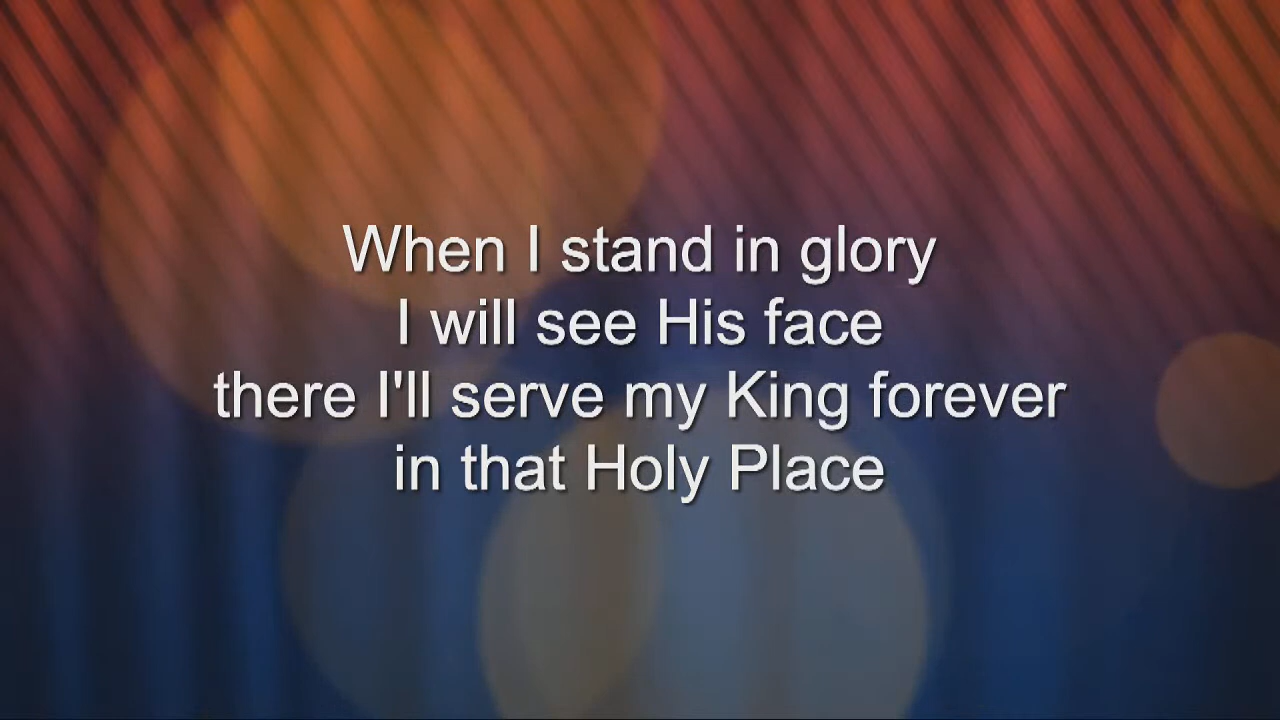 When I stand in glory
I will see His face
there I'll serve my King forever
in that Holy Place